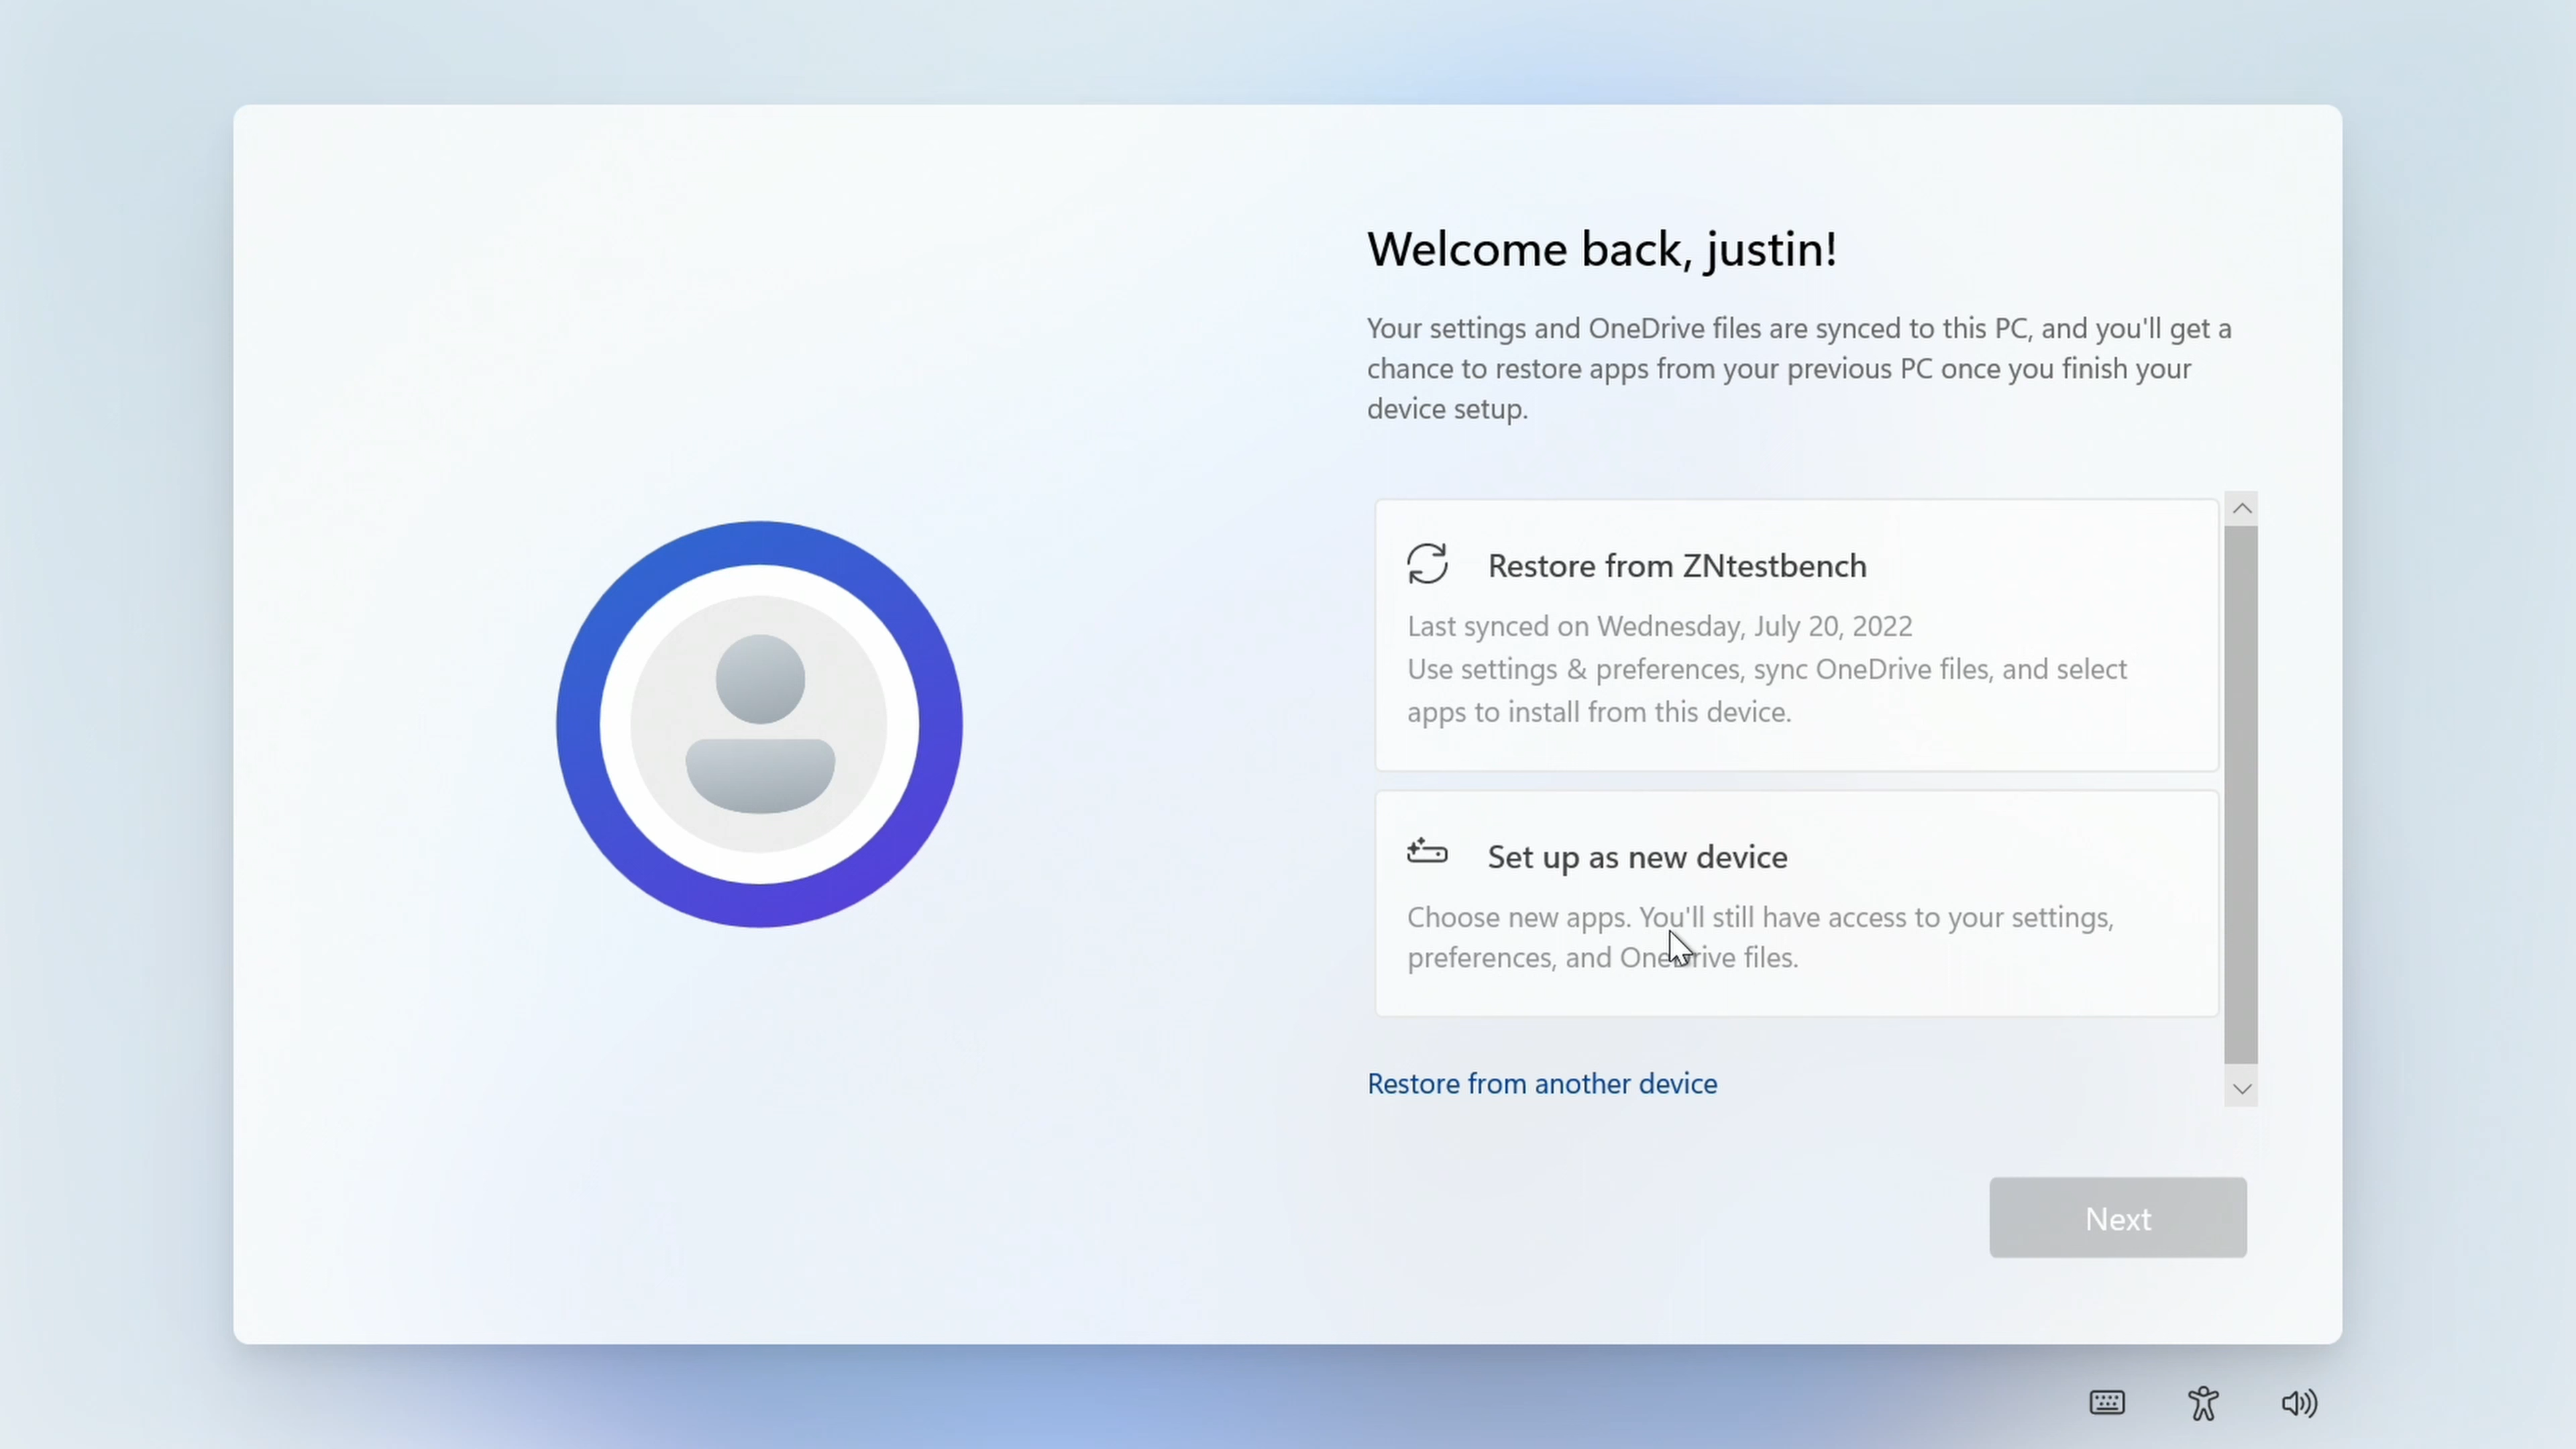 Welcome back, justin!
Your settings and OneDrive files are synced to this PC, and you'll get a
chance to restore apps from your previous PC once you finish your
device setup.
Restore from ZNtestbench
Last synced on Wednesday, July 20, 2022
Use settings & preferences, sync OneDrive files, and select
apps to install from this device.
Set up as new device
Choose new apps. You'll still have access to your settings,
preferences, and OneDrive files.
Restore from another device
Next